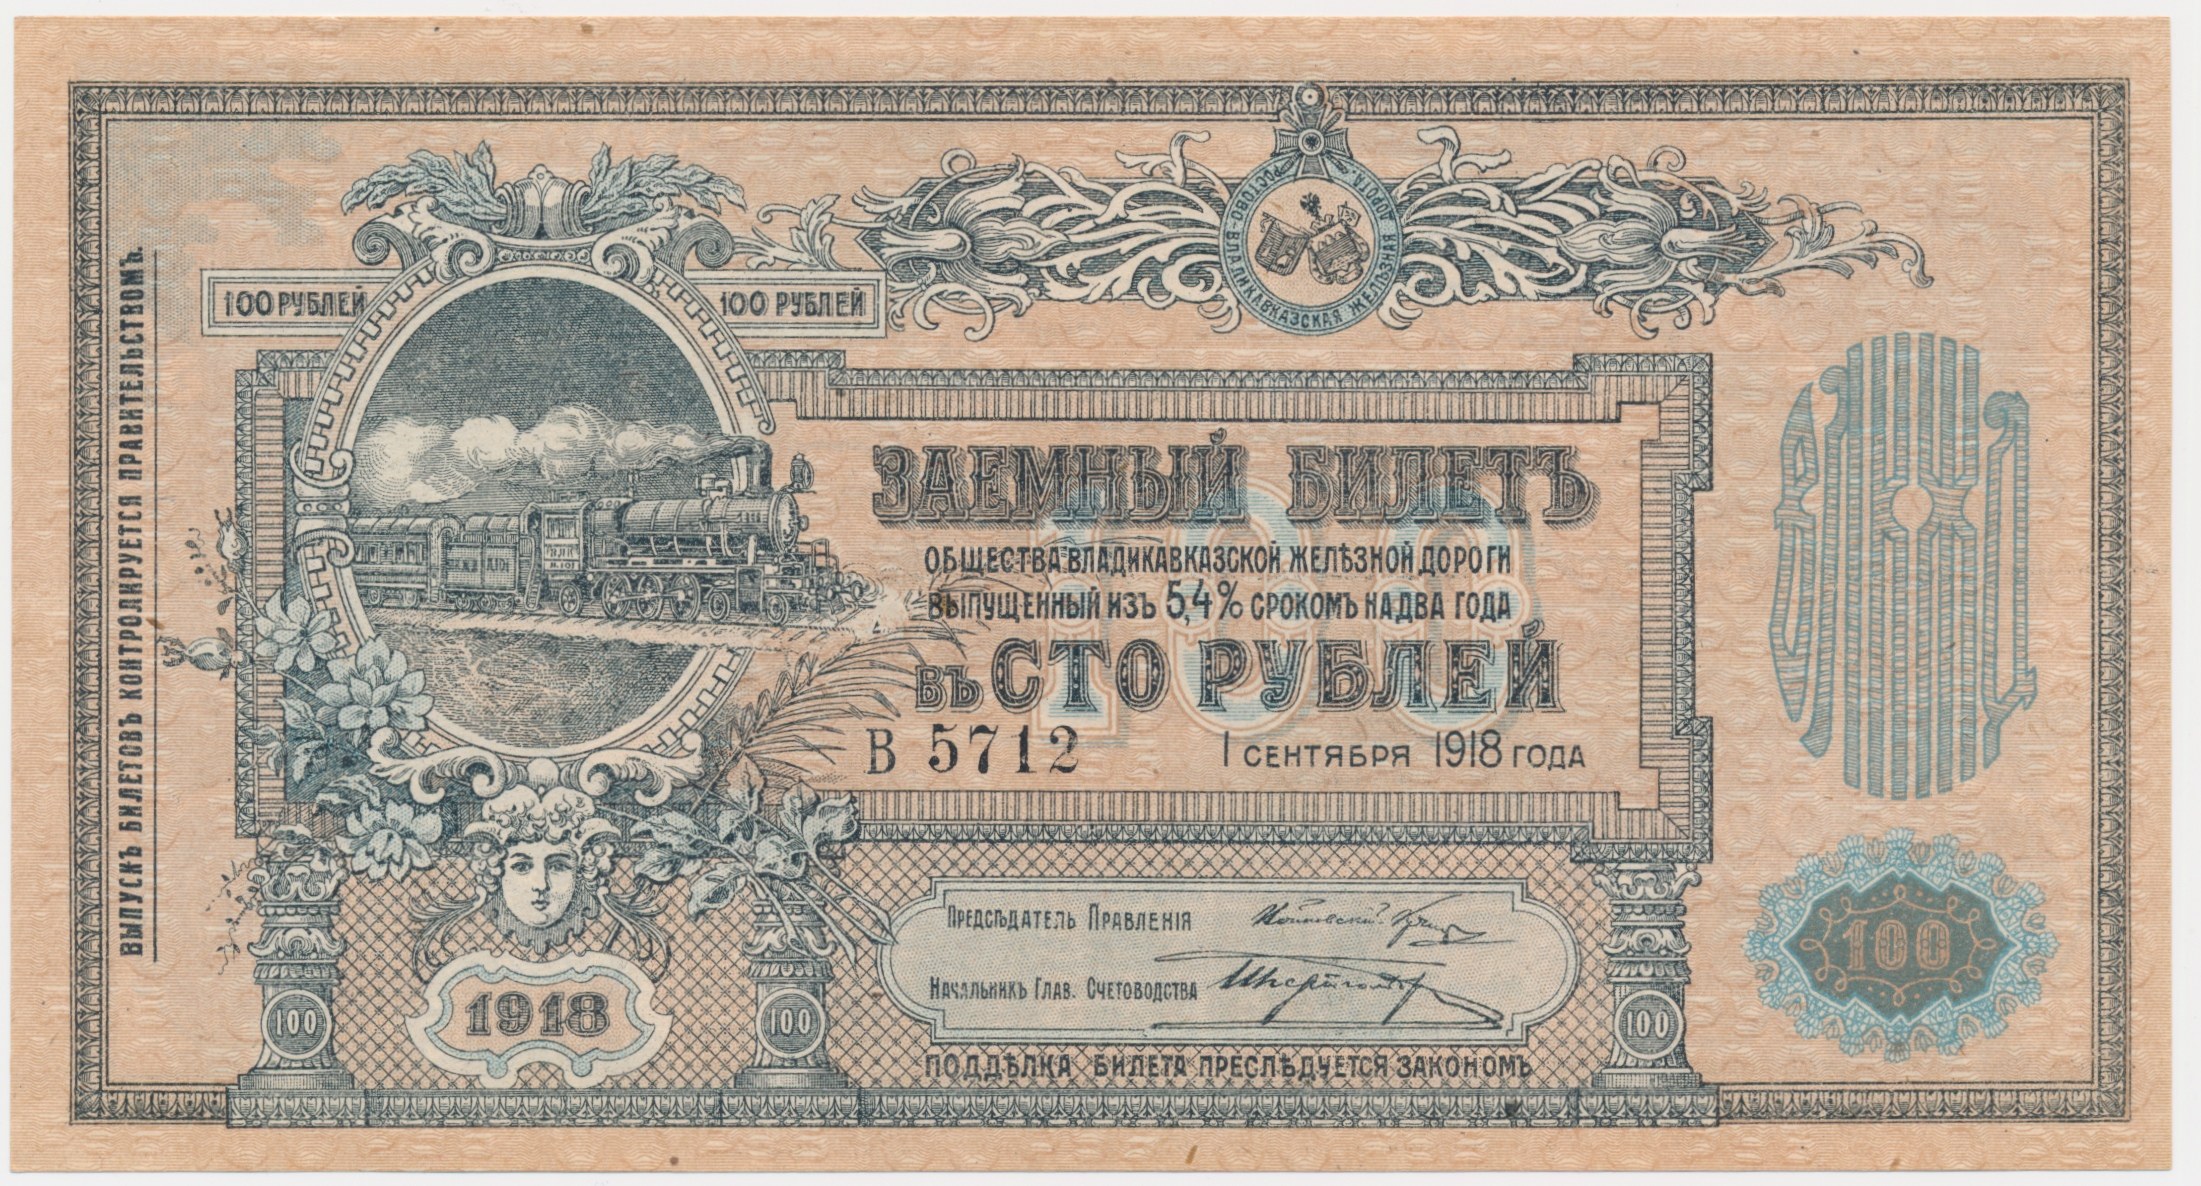 ВЫПУСКЪ БИЛЕТОВЪ КОНТРОЛИРУЕТСЯ ПРАВИТЕЛЬСТВОМЪ.
100 РУБЛЕЙ
100 РУБЛЕЙ
РОСТОВО-ВЛАДИКАВКАЗСКАЯ ЖЕЛѢЗНАЯ ДОРОГА.
ЗАЕМНЫЙ БИЛЕТЪ
ОБЩЕСТВА ВЛАДИКАВКАЗСКОЙ ЖЕЛѢЗНОЙ ДОРОГИ
ВЫПУЩЕННЫЙ ИЗЪ 5,4% СРОКОМЪ НА ДВА ГОДА
ВЪ СТО РУБЛЕЙ
100
В 5712
1 СЕНТЯБРЯ 1918 ГОДА
ПРЕДСѢДАТЕЛЬ ПРАВЛЕНІЯ
НАЧАЛЬНИКЪ ГЛАВ. СЧЕТОВОДСТВА
1918
100
100
100
100
ПОДДѢЛКА БИЛЕТА ПРЕСЛѢДУЕТСЯ ЗАКОНОМЪ